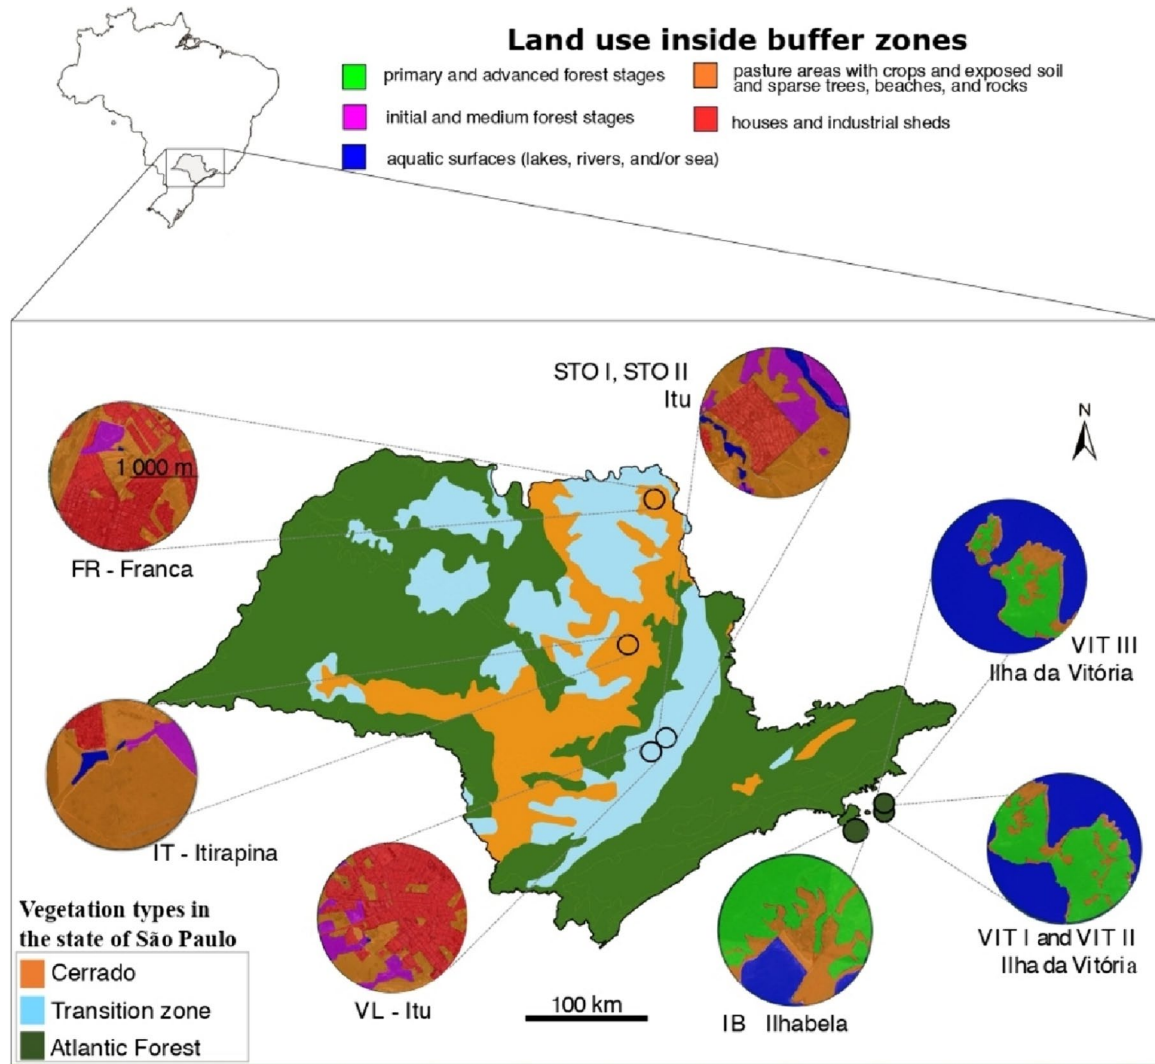 Land use inside buffer zones
primary and advanced forest stages
pasture areas with crops and exposed soil
and sparse trees, beaches, and rocks
initial and medium forest stages
houses and industrial sheds
aquatic surfaces (lakes, rivers, and/or sea)
STO I, STO II
Itu
N
1 000 m
FR - Franca
VIT III
Ilha da Vitória
IT - Itirapina
Vegetation types in
the state of São Paulo
Cerrado
Transition zone
Atlantic Forest
VL - Itu
100 km
IB Ilhabela
VIT I and VIT II
Ilha da Vitória